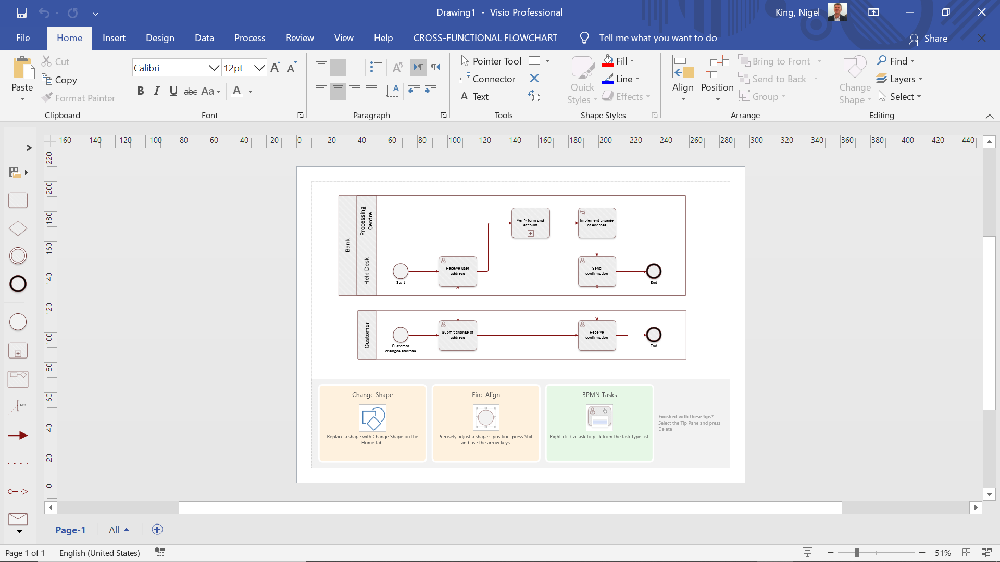 Drawing1 - Visio Professional
King, Nigel
File
Home
Insert
Design
Data
Process
Review
View
Help
CROSS-FUNCTIONAL FLOWCHART
Tell me what you want to do
Share
Paste
Cut
Copy
Format Painter
Clipboard
Calibri
12pt
B I U abc Aa A
Font
Paragraph
Pointer Tool
Connector
A Text
Tools
Quick
Styles
Fill
Line
Effects
Shape Styles
Align
Position
Bring to Front
Send to Back
Group
Arrange
Change
Shape
Find
Layers
Select
Editing
-160 -140 -120 -100 -80 -60 -40 -20 0 20 40 60 80 100 120 140 160 180 200 220 240 260 280 300 320 340 360 380 400 420 440
220
200
180
160
140
120
100
80
60
40
20
0
Text
Bank
Processing
Centre
Help Desk
Verify form and
account
Implement change
of address
Start
Receive user
address
Send
confirmation
End
Customer
Customer
changes address
Submit change of
address
Receive
confirmation
End
Change Shape
Replace a shape with Change Shape on the
Home tab.
Fine Align
Precisely adjust a shape's position: press Shift
and use the arrow keys.
BPMN Tasks
Right-click a task to pick from the task type list.
Finished with these tips?
Select the Tip Pane and press
Delete
Page-1
All
Page 1 of 1
English (United States)
51%